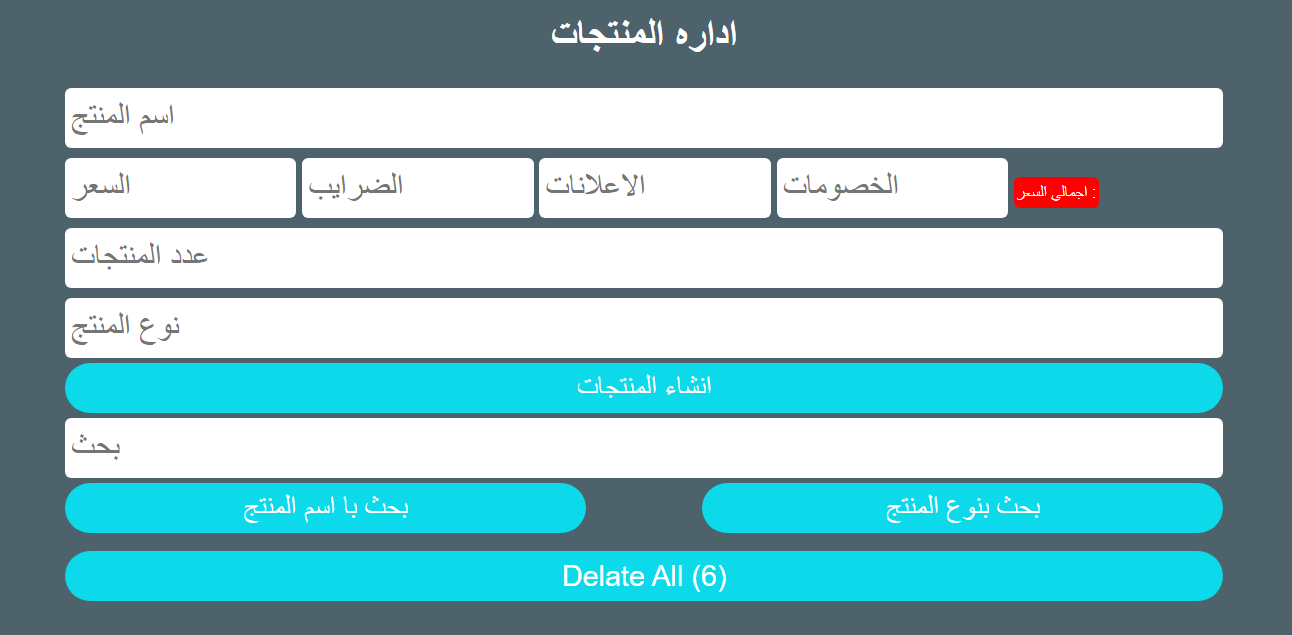 اداره المنتجات
اسم المنتج
السعر
الضرايب
الاعلانات
الخصومات
اجمالي السعر :
عدد المنتجات
نوع المنتج
انشاء المنتجات
بحث
بحث با اسم المنتج
بحث بنوع المنتج
Delate All (6)